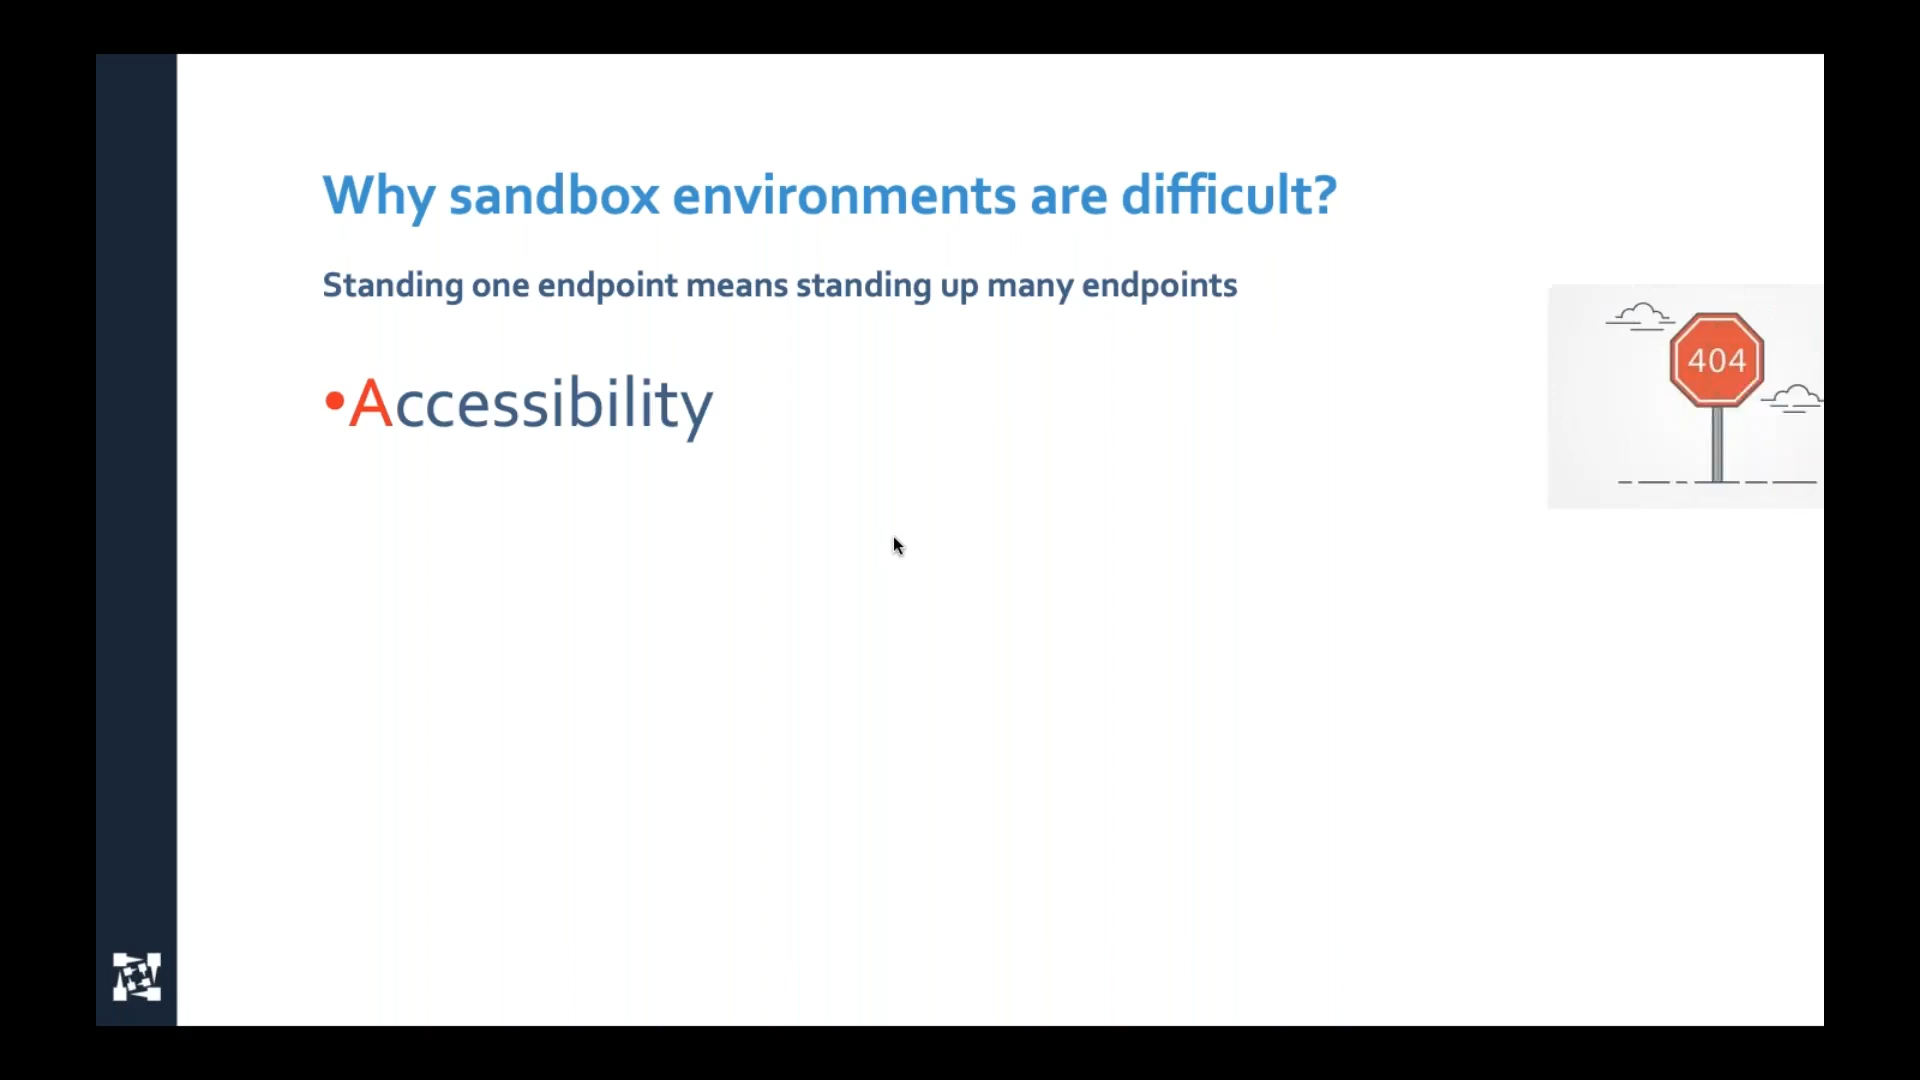 Why sandbox environments are difficult?
Standing one endpoint means standing up many endpoints
•Accessibility
404